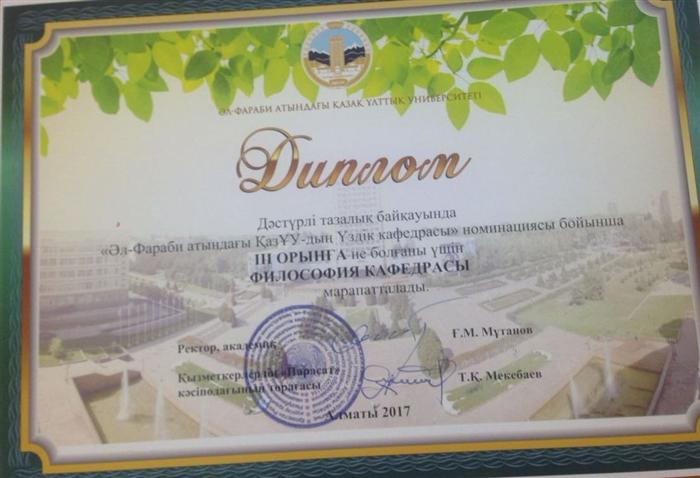 ӘЛ-ФАРАБИ АТЫНДАҒЫ ҚАЗАҚ ҰЛТТЫҚ УНИВЕРСИТЕТІ
Диплом
Дәстүрлі тазалық байқауында
«Әл-Фараби атындағы ҚазҰУ-дың Үздік кафедрасы» номинациясы бойынша
ІІІ ОРЫНҒА ие болғаны үшін
ФИЛОСОФИЯ КАФЕДРАСЫ
марапатталады.
Ректор, академик
Ғ.М. Мұтанов
Қызметкерлердің «Парасат»
кәсіподағының төрағасы
Т.Қ. Мекебаев
Алматы 2017